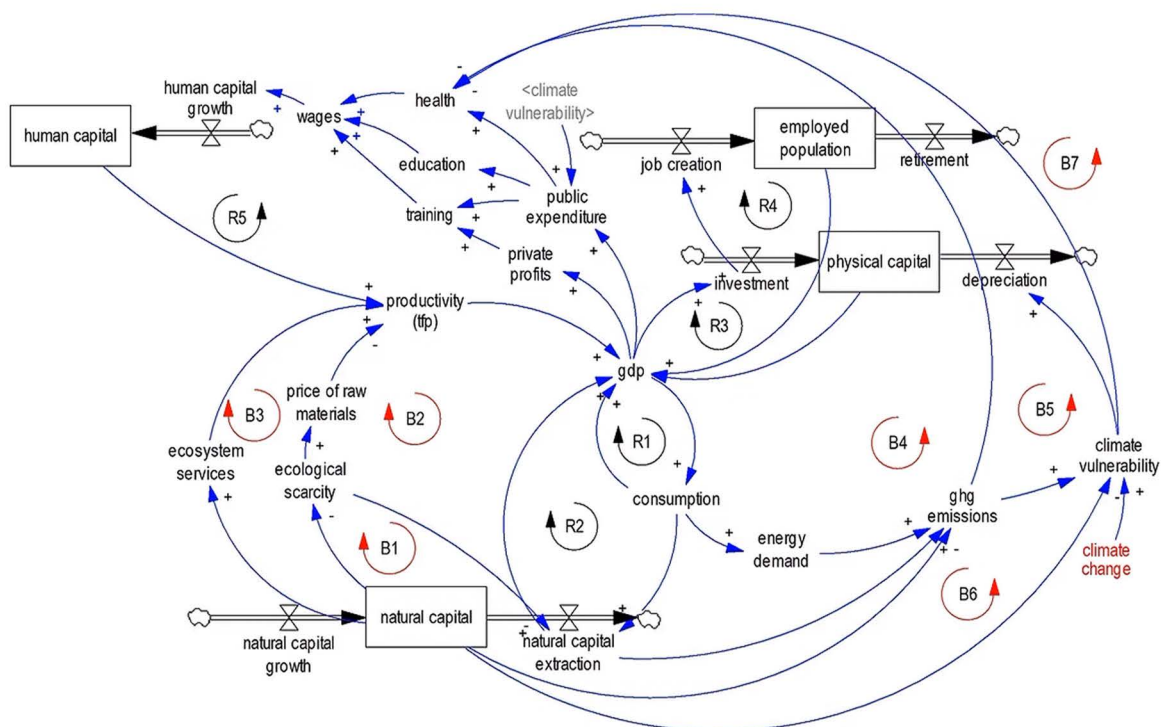 human capital
growth
human capital
wages
health
<climate
vulnerability>
education
training
public
expenditure
private
profits
employed
population
job creation
retirement
B7
R4
R5
physical capital
investment
depreciation
R3
productivity
(tfp)
gdp
price of raw
materials
B3
B2
R1
B4
B5
ecosystem
services
ecological
scarcity
consumption
climate
vulnerability
ghg
emissions
R2
B1
energy
demand
climate
change
B6
natural capital
natural capital
growth
natural capital
extraction